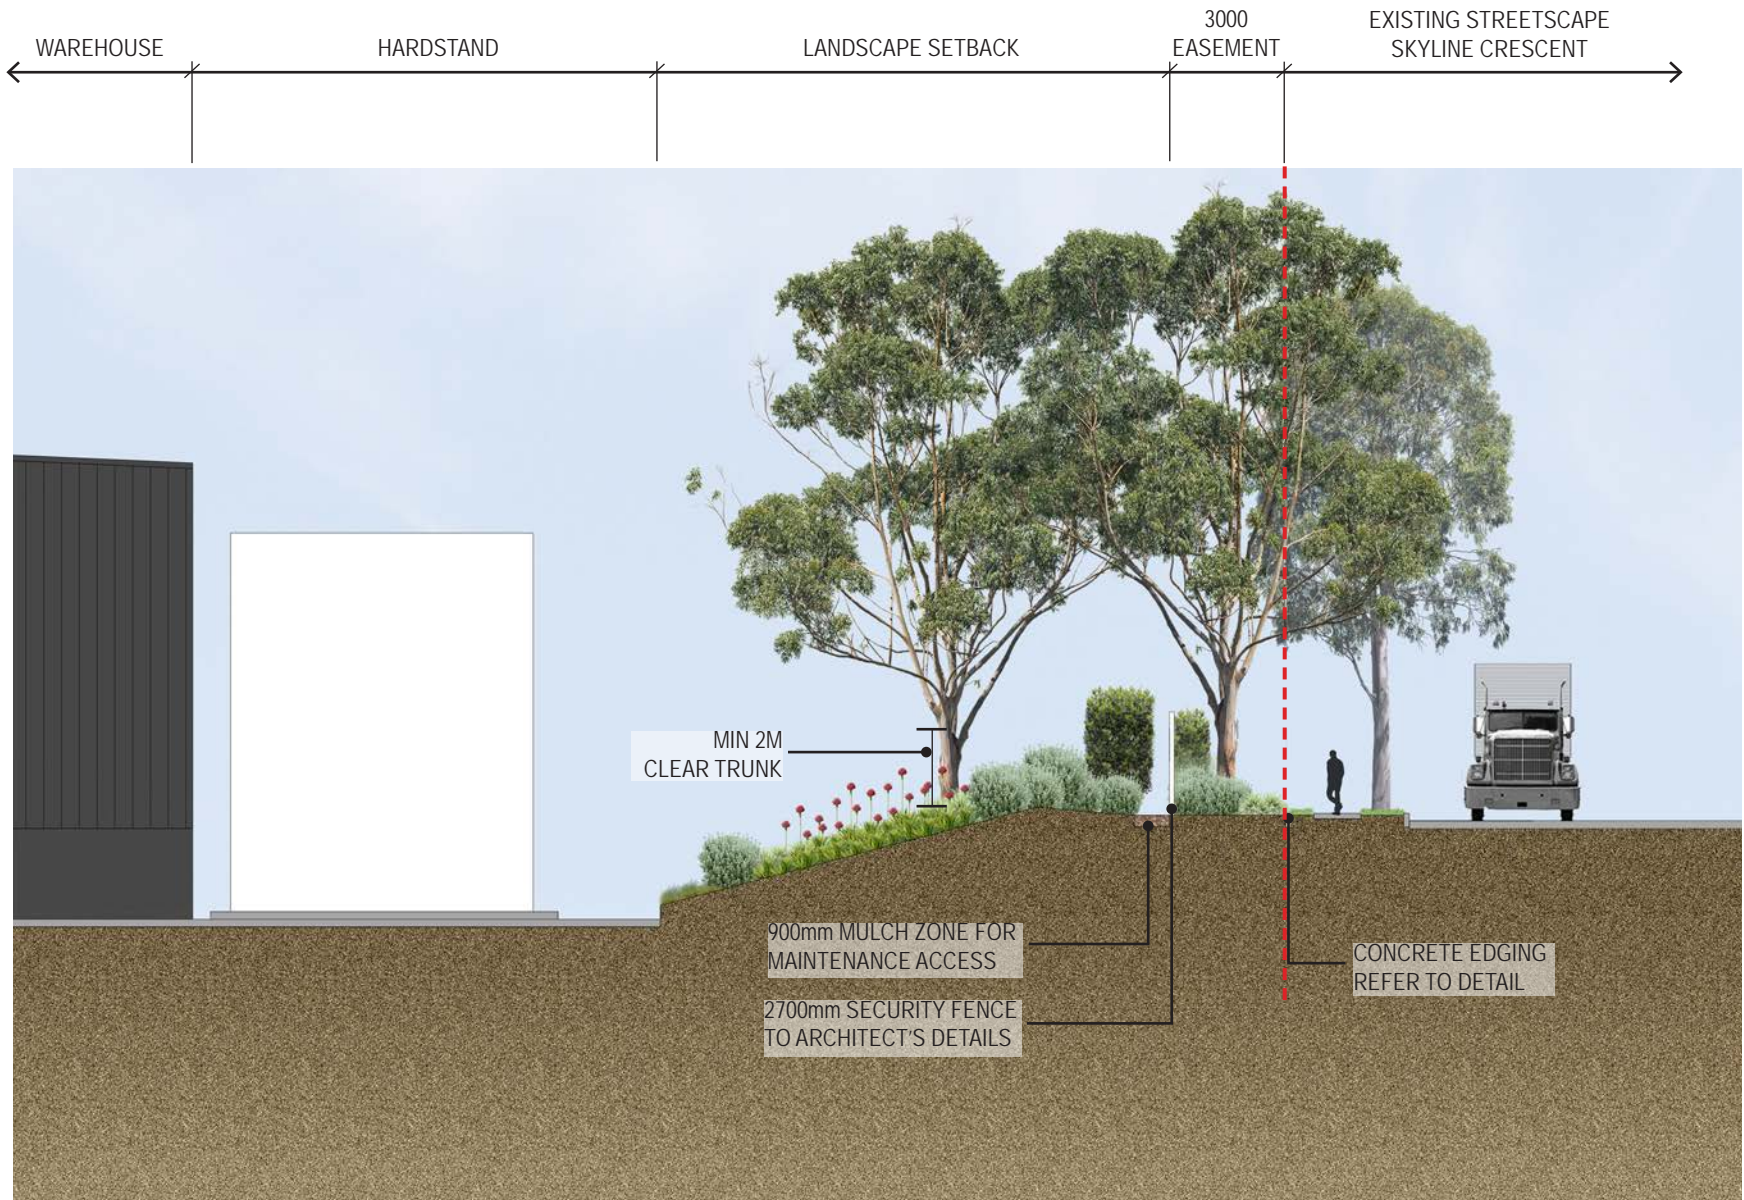 WAREHOUSE
HARDSTAND
LANDSCAPE SETBACK
3000
EASEMENT
EXISTING STREETSCAPE
SKYLINE CRESCENT
MIN 2M
CLEAR TRUNK
900mm MULCH ZONE FOR
MAINTENANCE ACCESS
2700mm SECURITY FENCE
TO ARCHITECT'S DETAILS
CONCRETE EDGING
REFER TO DETAIL